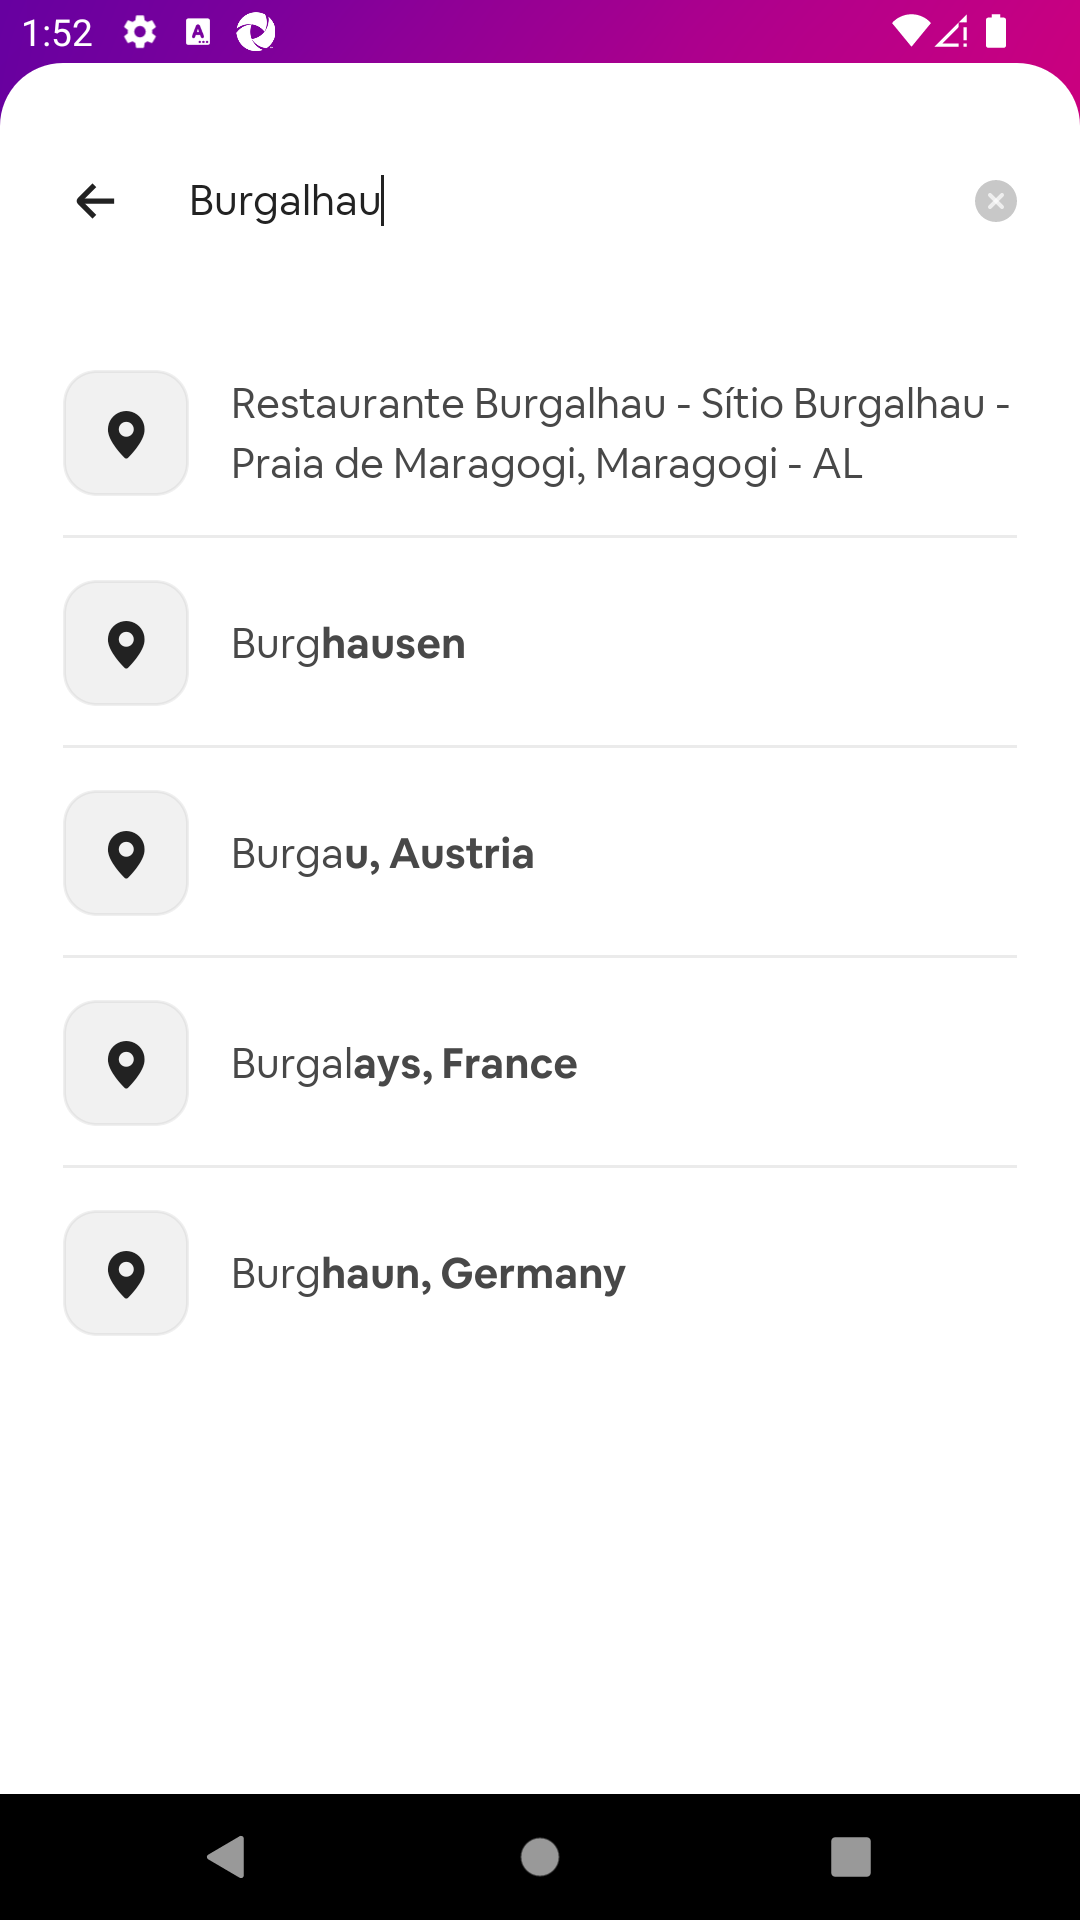 1:52
Burgalhau
Restaurante Burgalhau - Sítio Burgalhau -
Praia de Maragogi, Maragogi - AL
Burghausen
Burgau, Austria
Burgalays, France
Burghaun, Germany